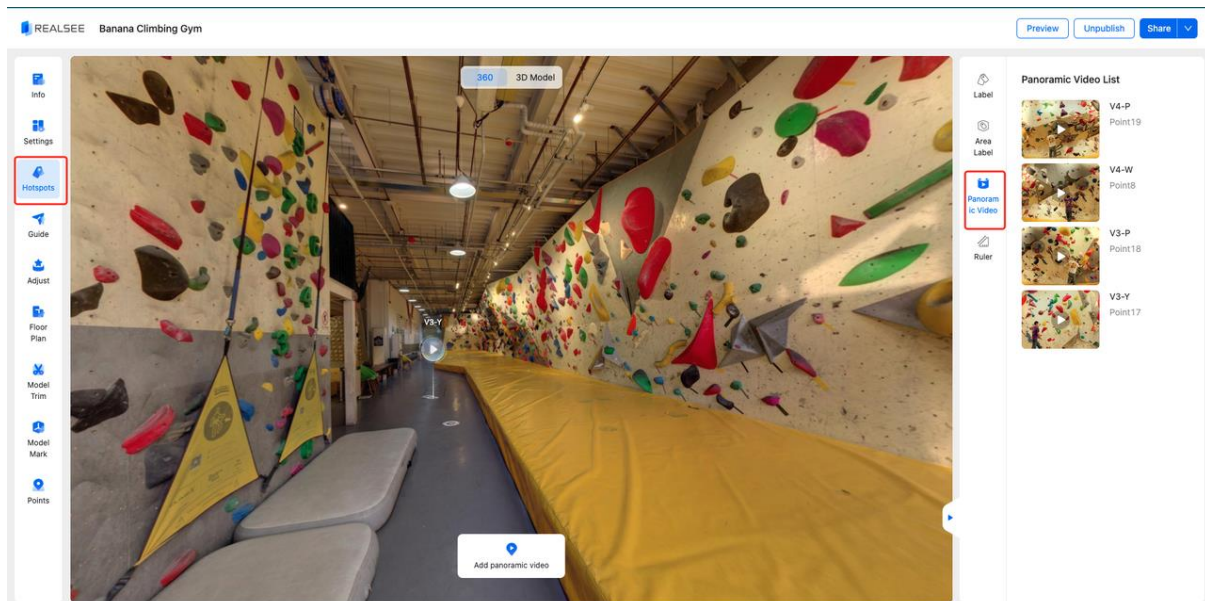 REALSEE Banana Climbing Gym
Preview
Unpublish
Share
Info
Settings
Hotspots
Guide
Adjust
Floor
Plan
Model
Trim
Model
Mark
Points
360
3D Model
V3-Y
Add panoramic video
Label
Area
Label
Panoram
ic Video
Ruler
Panoramic Video List
V4-P
Point19
V4-W
Point8
V3-P
Point18
V3-Y
Point17